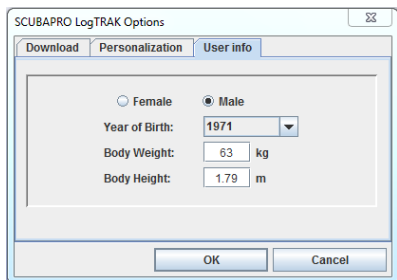 SCUBAPRO LogTRAK Options
Download Personalization User info
Female Male
Year of Birth: 1971
Body Weight: 63 kg
Body Height: 1.79 m
OK Cancel